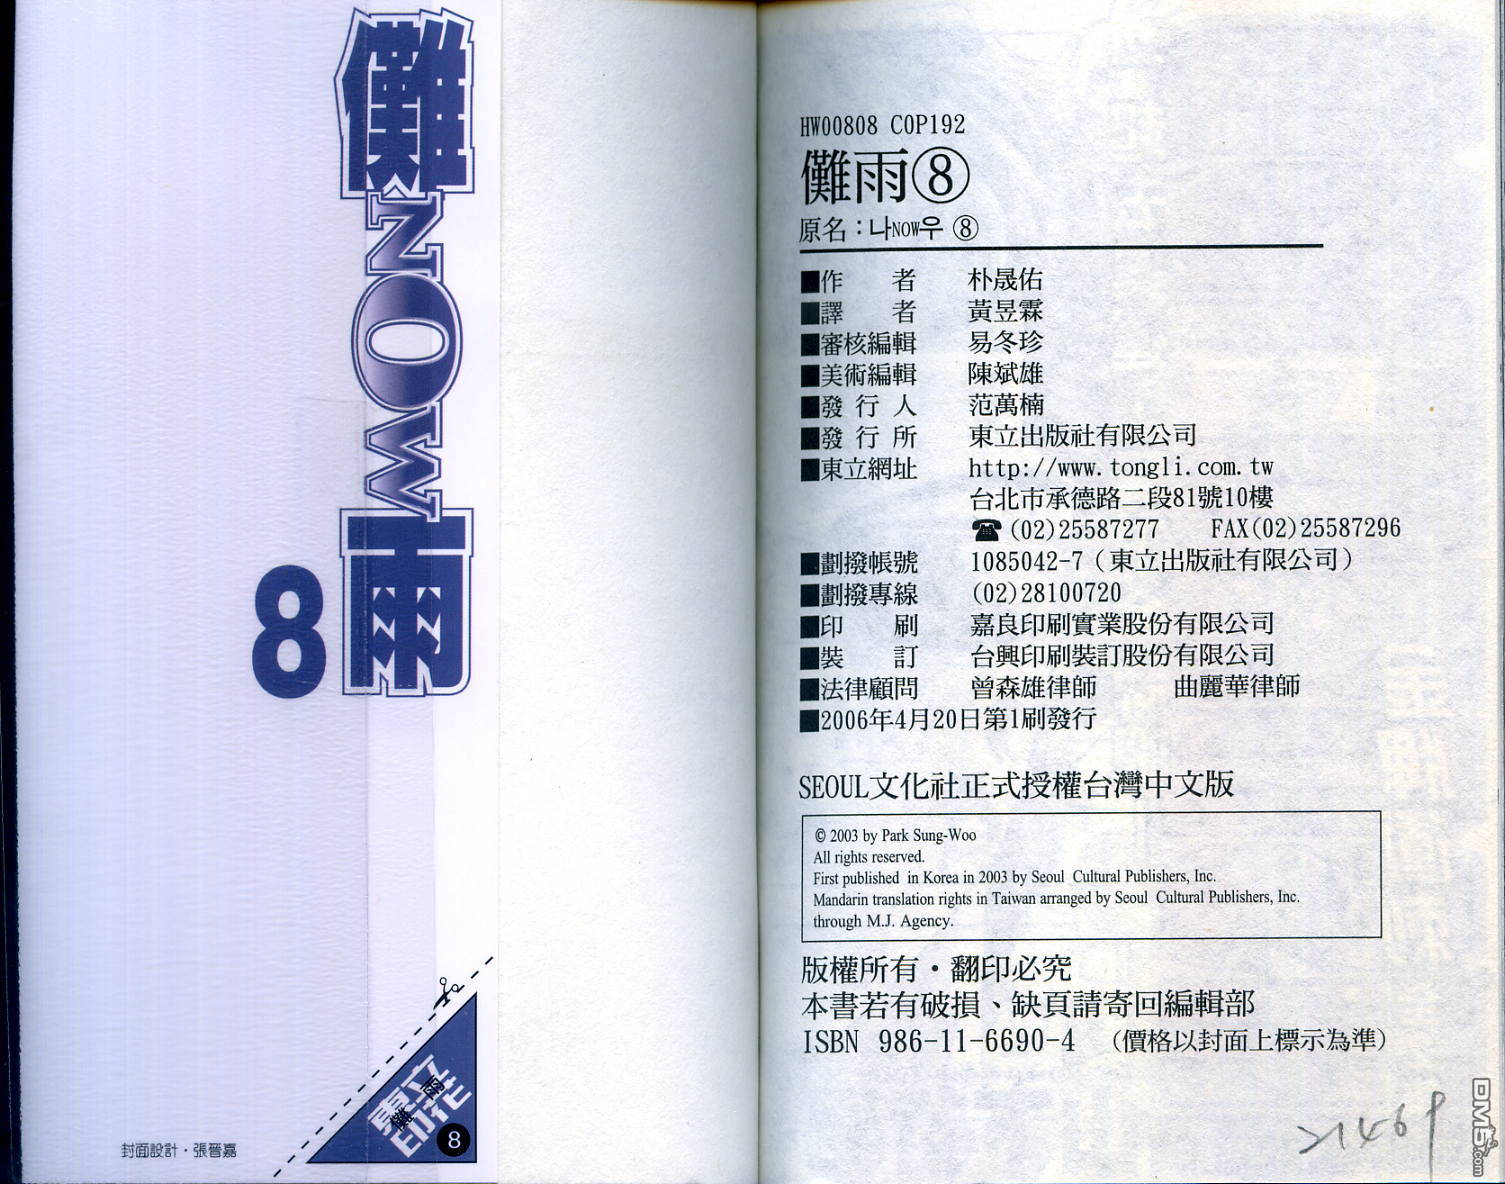 儺NOW雨
8
東立印花
儺雨
8
封面設計・張晉嘉
HW00808 COP192
儺雨⑧
原名：나NOW우 ⑧
■作 者 朴晟佑
■譯 者 黃昱霖
■審核編輯 易冬珍
■美術編輯 陳斌雄
■發行人 范萬楠
■發行所 東立出版社有限公司
■東立網址 http://www.tongli.com.tw
台北市承德路二段81號10樓
☎(02)25587277 FAX(02)25587296
■劃撥帳號 1085042-7（東立出版社有限公司）
■劃撥專線 (02)28100720
■印 刷 嘉良印刷實業股份有限公司
■裝 訂 台興印刷裝訂股份有限公司
■法律顧問 曾森雄律師 曲麗華律師
■2006年4月20日第1刷發行
SEOUL文化社正式授權台灣中文版
© 2003 by Park Sung-Woo
All rights reserved.
First published in Korea in 2003 by Seoul Cultural Publishers, Inc.
Mandarin translation rights in Taiwan arranged by Seoul Cultural Publishers, Inc.
through M.J. Agency.
版權所有・翻印必究
本書若有破損、缺頁請寄回編輯部
ISBN 986-11-6690-4 （價格以封面上標示為準）
DM5.com